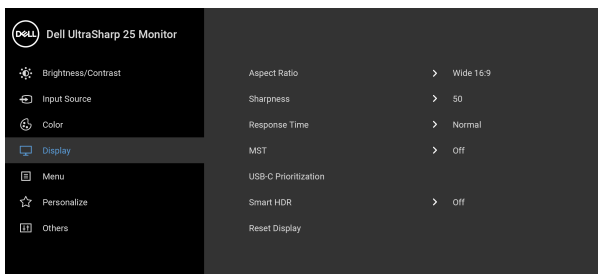 DELL Dell UltraSharp 25 Monitor
Brightness/Contrast
Input Source
Color
Display
Menu
Personalize
Others
Aspect Ratio > Wide 16:9
Sharpness > 50
Response Time > Normal
MST > Off
USB-C Prioritization
Smart HDR > Off
Reset Display